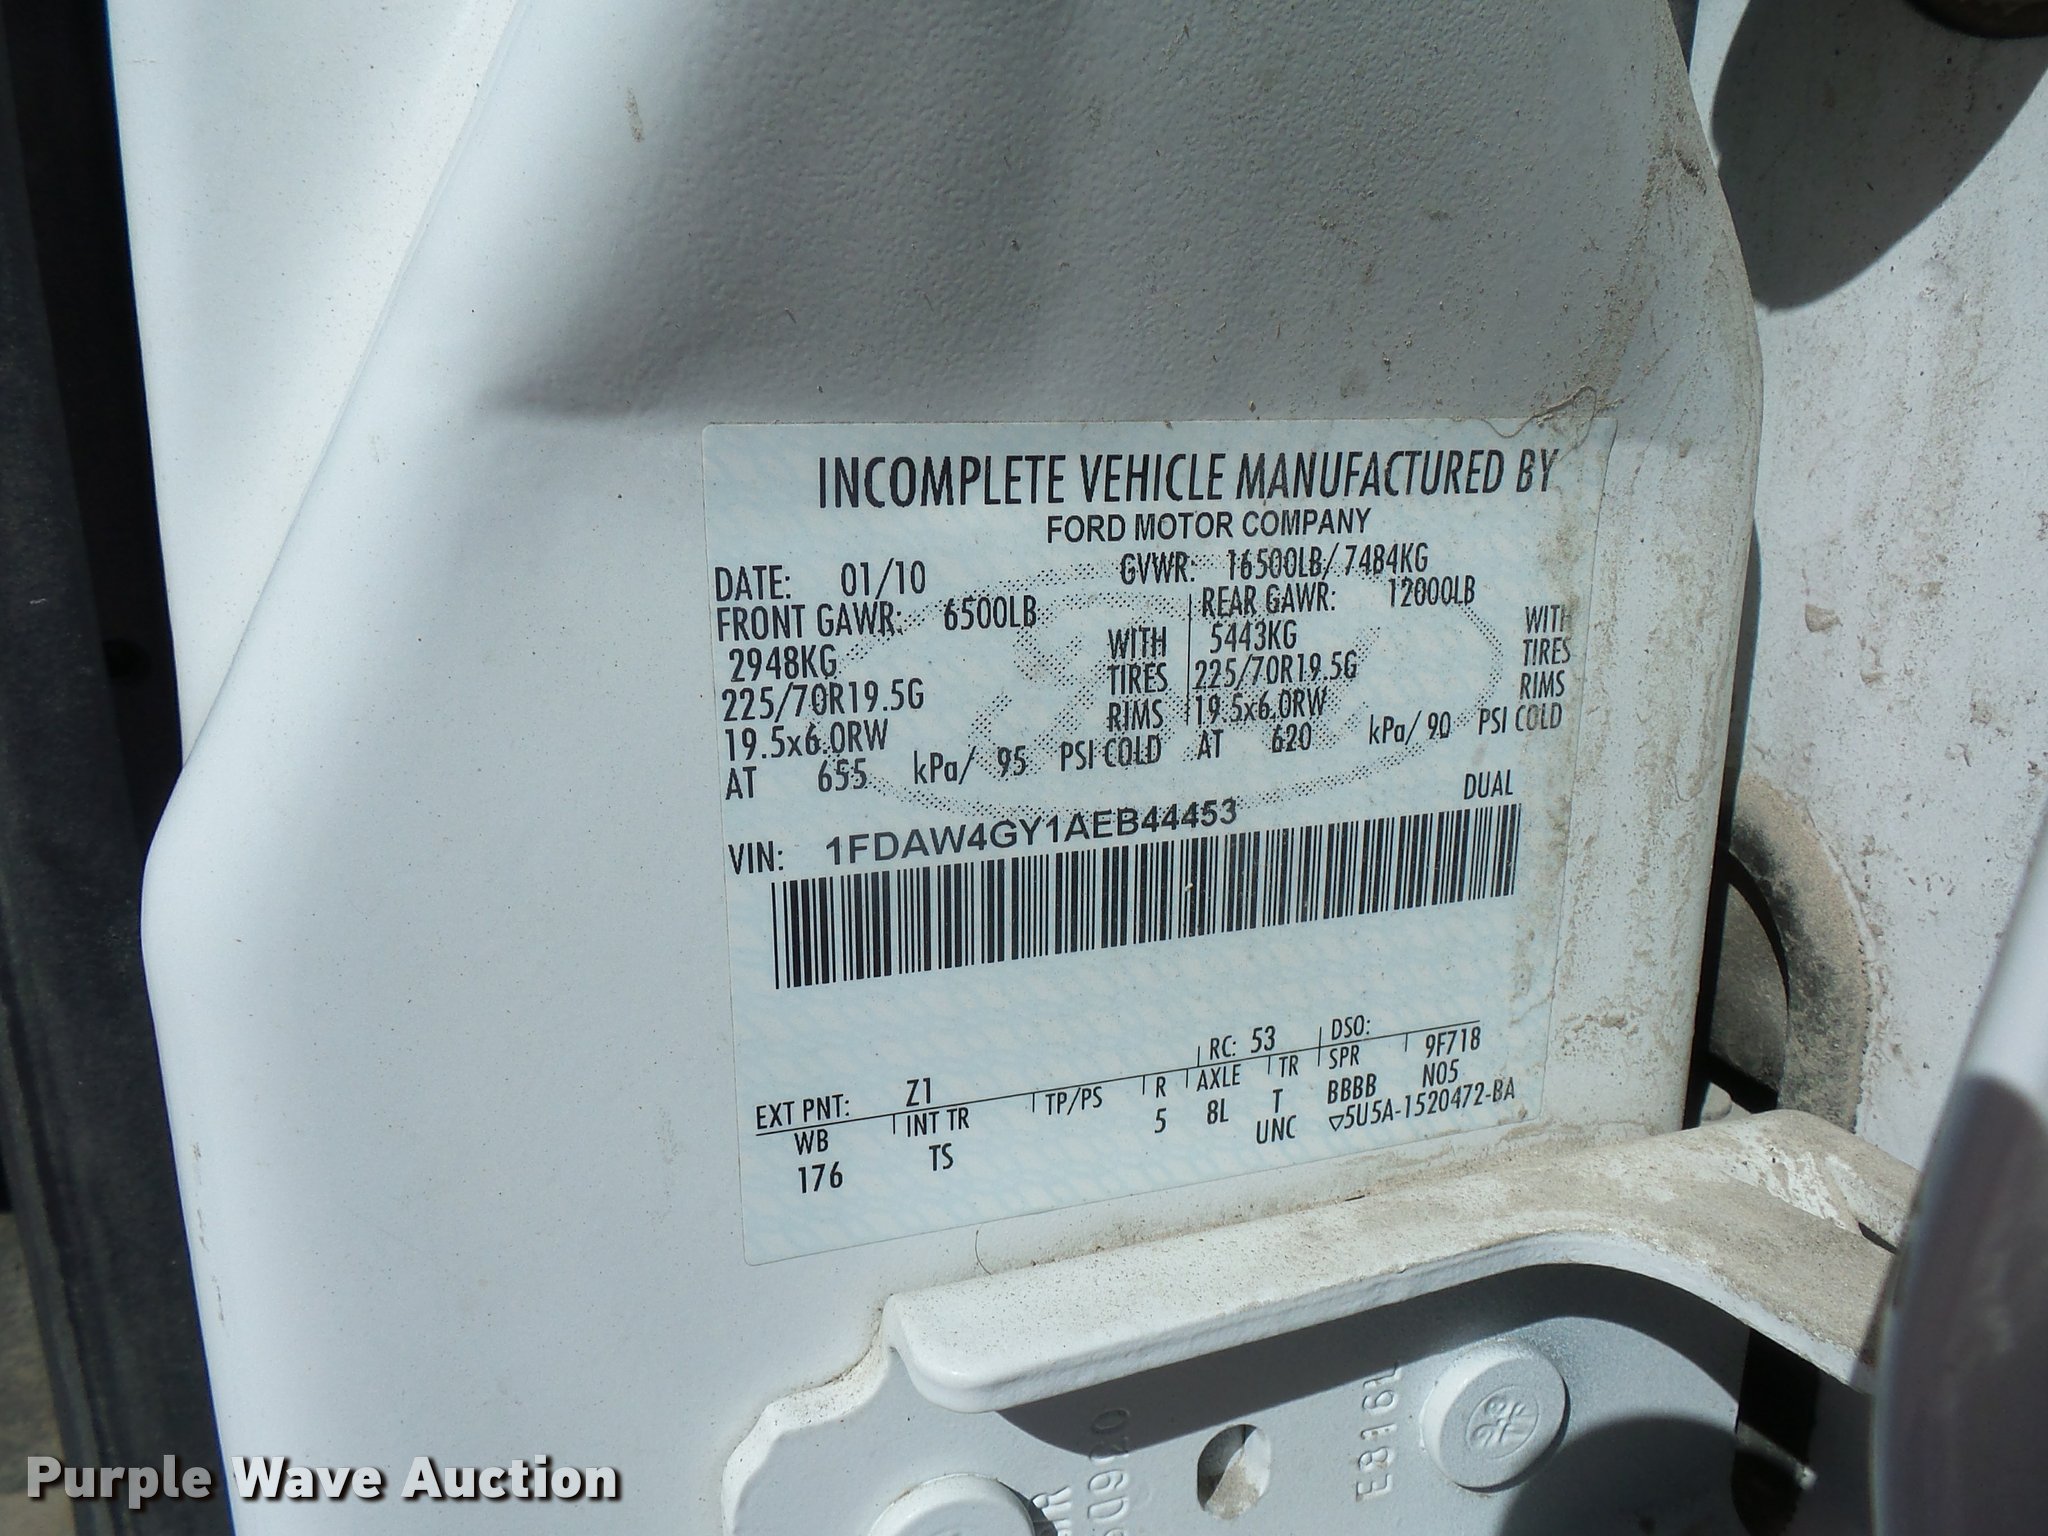 INCOMPLETE VEHICLE MANUFACTURED BY
FORD MOTOR COMPANY
DATE: 01/10 GVWR: 16500LB/ 7484KG
FRONT GAWR: 6500LB REAR GAWR: 12000LB
2948KG WITH 5443KG WITH
225/70R19.5G TIRES 225/70R19.5G TIRES
19.5x6.0RW RIMS 19.5x6.0RW RIMS
AT 655 kPa/ 95 PSI COLD AT 620 kPa/ 90 PSI COLD
DUAL
VIN: 1FDAW4GY1AEB44453
EXT PNT: Z1 RC: 53 DSO: 9F718
WB INT TR TP/PS R AXLE TR SPR N05
176 TS 5 8L T BBBB
UNC ▽5U5A-1520472-BA
E816
60920
Purple Wave Auction